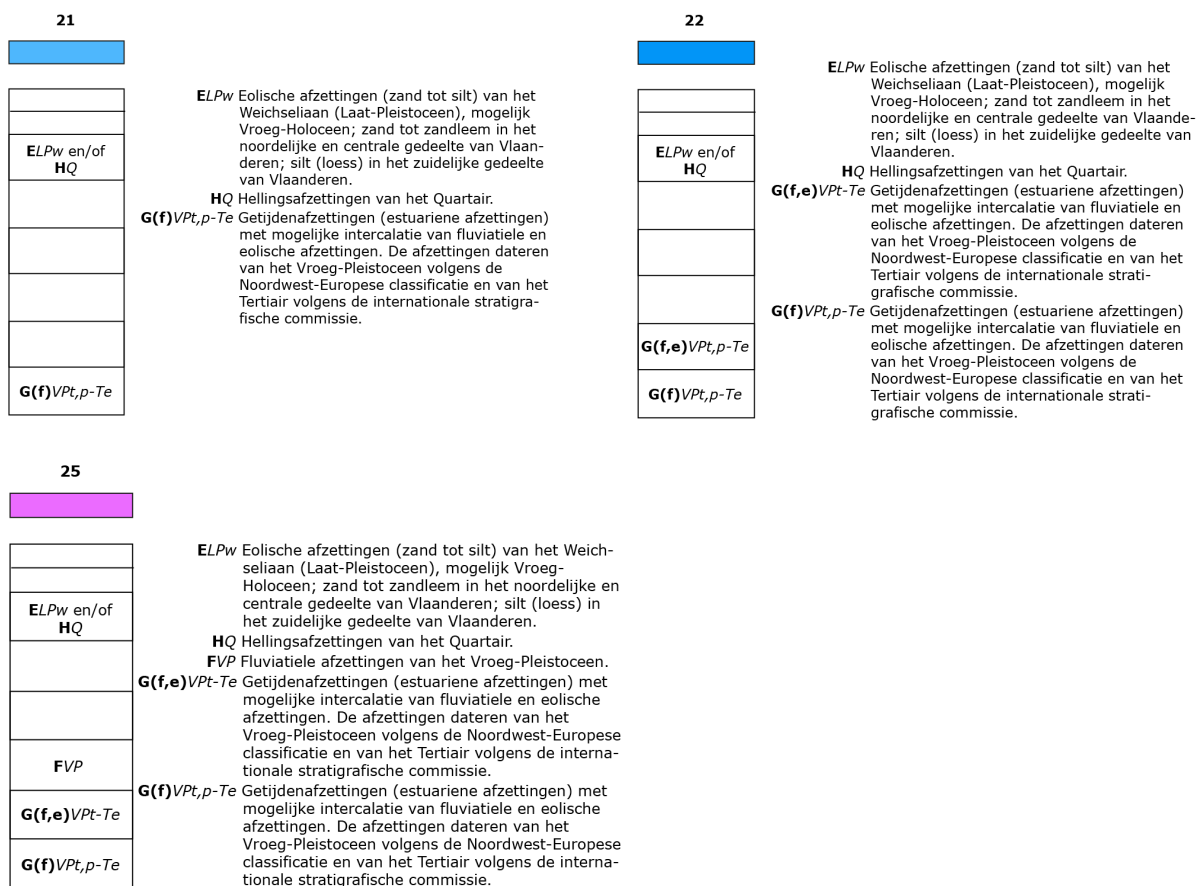 21
ELPw en/of
HQ
G(f)VPt,p-Te
ELPw Eolische afzettingen (zand tot silt) van het
Weichseliaan (Laat-Pleistoceen), mogelijk
Vroeg-Holoceen; zand tot zandleem in het
noordelijke en centrale gedeelte van Vlaan-
deren; silt (loess) in het zuidelijke gedeelte
van Vlaanderen.
HQ Hellingsafzettingen van het Quartair.
G(f)VPt,p-Te Getijdenafzettingen (estuariene afzettingen)
met mogelijke intercalatie van fluviatiele en
eolische afzettingen. De afzettingen dateren
van het Vroeg-Pleistoceen volgens de
Noordwest-Europese classificatie en van het
Tertiair volgens de internationale stratigra-
fische commissie.
22
ELPw en/of
HQ
G(f,e)VPt,p-Te
G(f)VPt,p-Te
ELPw Eolische afzettingen (zand tot silt) van het
Weichseliaan (Laat-Pleistoceen), mogelijk
Vroeg-Holoceen; zand tot zandleem in het
noordelijke en centrale gedeelte van Vlaande-
ren; silt (loess) in het zuidelijke gedeelte van
Vlaanderen.
HQ Hellingsafzettingen van het Quartair.
G(f,e)VPt-Te Getijdenafzettingen (estuariene afzettingen)
met mogelijke intercalatie van fluviatiele en
eolische afzettingen. De afzettingen dateren
van het Vroeg-Pleistoceen volgens de
Noordwest-Europese classificatie en van het
Tertiair volgens de internationale strati-
grafische commissie.
G(f)VPt,p-Te Getijdenafzettingen (estuariene afzettingen)
met mogelijke intercalatie van fluviatiele en
eolische afzettingen. De afzettingen dateren
van het Vroeg-Pleistoceen volgens de
Noordwest-Europese classificatie en van het
Tertiair volgens de internationale strati-
grafische commissie.
25
ELPw en/of
HQ
FVP
G(f,e)VPt-Te
G(f)VPt,p-Te
ELPw Eolische afzettingen (zand tot silt) van het Weich-
seliaan (Laat-Pleistoceen), mogelijk Vroeg-
Holoceen; zand tot zandleem in het noordelijke en
centrale gedeelte van Vlaanderen; silt (loess) in
het zuidelijke gedeelte van Vlaanderen.
HQ Hellingsafzettingen van het Quartair.
FVP Fluviatiele afzettingen van het Vroeg-Pleistoceen.
G(f,e)VPt-Te Getijdenafzettingen (estuariene afzettingen) met
mogelijke intercalatie van fluviatiele en eolische
afzettingen. De afzettingen dateren van het
Vroeg-Pleistoceen volgens de Noordwest-Europese
classificatie en van het Tertiair volgens de interna-
tionale stratigrafische commissie.
G(f)VPt,p-Te Getijdenafzettingen (estuariene afzettingen) met
mogelijke intercalatie van fluviatiele en eolische
afzettingen. De afzettingen dateren van het
Vroeg-Pleistoceen volgens de Noordwest-Europese
classificatie en van het Tertiair volgens de interna-
tionale stratigrafische commissie.